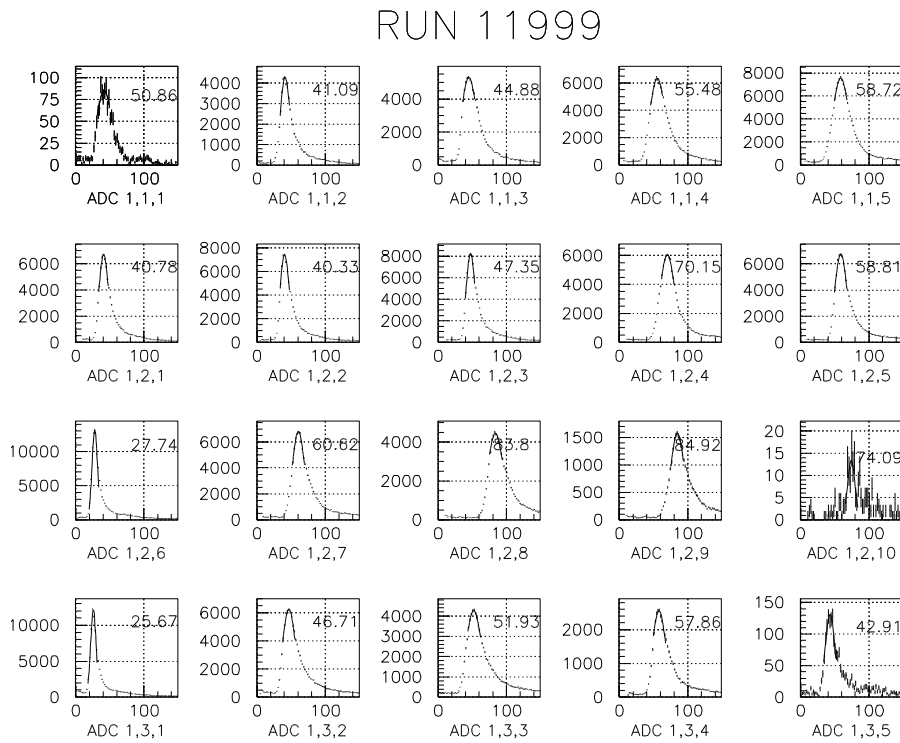 RUN 11999
100 75 50 25 0 50.86 0 100 ADC 1,1,1
4000 3000 2000 1000 0 41.09 0 100 ADC 1,1,2
4000 2000 0 44.88 0 100 ADC 1,1,3
6000 4000 2000 0 55.48 0 100 ADC 1,1,4
8000 6000 4000 2000 0 58.72 0 100 ADC 1,1,5
6000 4000 2000 0 40.78 0 100 ADC 1,2,1
8000 6000 4000 2000 0 40.33 0 100 ADC 1,2,2
8000 6000 4000 2000 0 47.35 0 100 ADC 1,2,3
6000 4000 2000 0 70.15 0 100 ADC 1,2,4
6000 4000 2000 0 58.81 0 100 ADC 1,2,5
10000 5000 0 27.74 0 100 ADC 1,2,6
6000 4000 2000 0 60.62 0 100 ADC 1,2,7
4000 2000 0 83.8 0 100 ADC 1,2,8
1500 1000 500 0 84.92 0 100 ADC 1,2,9
20 15 10 5 0 74.09 0 100 ADC 1,2,10
10000 5000 0 25.67 0 100 ADC 1,3,1
6000 4000 2000 0 46.71 0 100 ADC 1,3,2
4000 3000 2000 1000 0 51.93 0 100 ADC 1,3,3
2000 1000 0 57.86 0 100 ADC 1,3,4
150 100 50 0 42.91 0 100 ADC 1,3,5